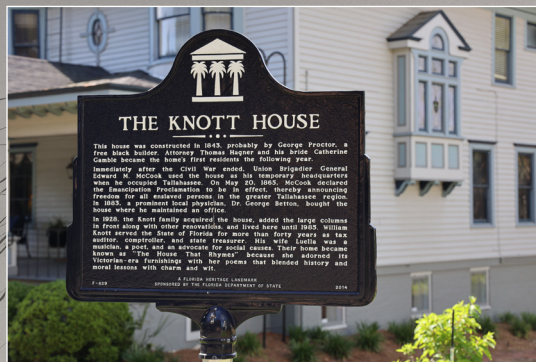 THE KNOTT HOUSE
This house was constructed in 1843, probably by George Proctor, a
free black builder. Attorney Thomas Hagner and his bride Catherine
Gamble became the home's first residents the following year.
Immediately after the Civil War ended, Union Brigadier General
Edward M. McCook used the house as his temporary headquarters
when he occupied Tallahassee. On May 20, 1865, McCook declared
the Emancipation Proclamation to be in effect, thereby announcing
freedom for all enslaved persons in the greater Tallahassee region.
In 1883, a prominent local physician, Dr. George Betton, bought the
house where he maintained an office.
In 1928, the Knott family acquired the house, added the large columns
in front along with other renovations, and lived here until 1985. William
Knott served the State of Florida for more than forty years as tax
auditor, comptroller, and state treasurer. His wife Luella was a
musician, a poet, and an advocate for social causes. Their home became
known as "The House That Rhymes" because she adorned its
Victorian-era furnishings with her poems that blended history and
moral lessons with charm and wit.
A FLORIDA HERITAGE LANDMARK
F-828 SPONSORED BY THE FLORIDA DEPARTMENT OF STATE 2014